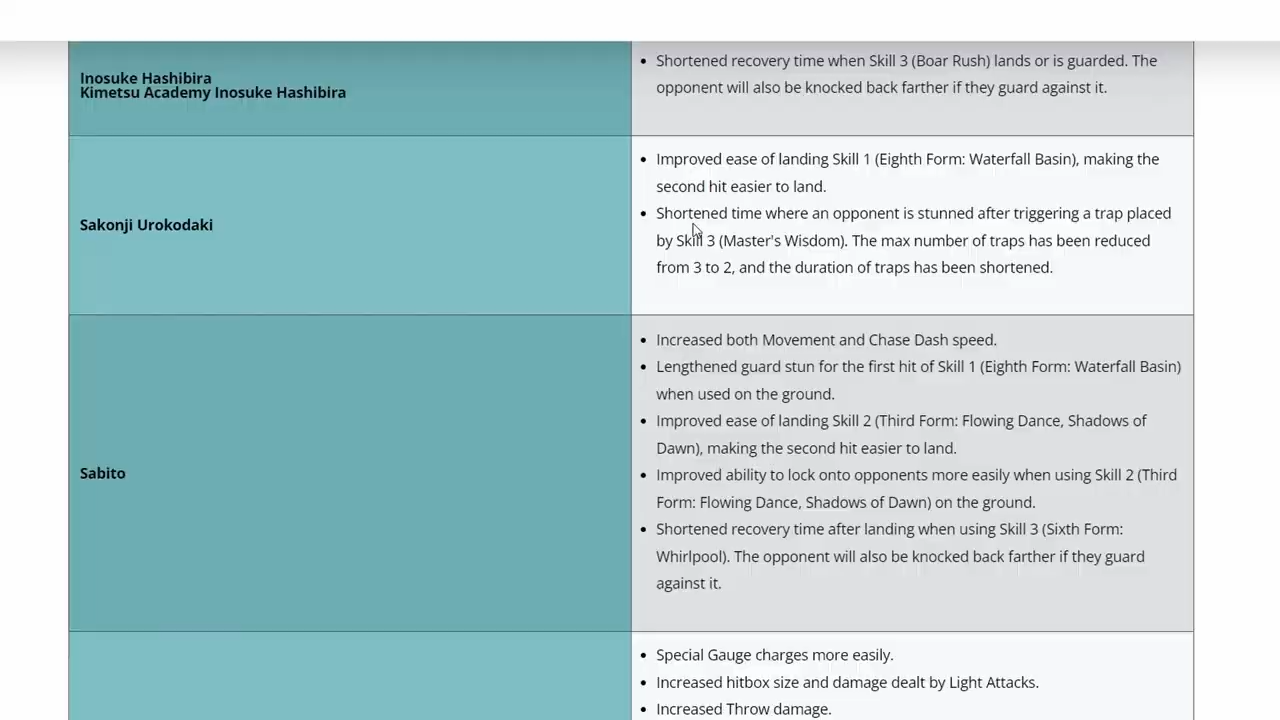 Inosuke Hashibira
Kimetsu Academy Inosuke Hashibira
• Shortened recovery time when Skill 3 (Boar Rush) lands or is guarded. The
opponent will also be knocked back farther if they guard against it.
Sakonji Urokodaki
• Improved ease of landing Skill 1 (Eighth Form: Waterfall Basin), making the
second hit easier to land.
• Shortened time where an opponent is stunned after triggering a trap placed
by Skill 3 (Master's Wisdom). The max number of traps has been reduced
from 3 to 2, and the duration of traps has been shortened.
Sabito
• Increased both Movement and Chase Dash speed.
• Lengthened guard stun for the first hit of Skill 1 (Eighth Form: Waterfall Basin)
when used on the ground.
• Improved ease of landing Skill 2 (Third Form: Flowing Dance, Shadows of
Dawn), making the second hit easier to land.
• Improved ability to lock onto opponents more easily when using Skill 2 (Third
Form: Flowing Dance, Shadows of Dawn) on the ground.
• Shortened recovery time after landing when using Skill 3 (Sixth Form:
Whirlpool). The opponent will also be knocked back farther if they guard
against it.
• Special Gauge charges more easily.
• Increased hitbox size and damage dealt by Light Attacks.
• Increased Throw damage.